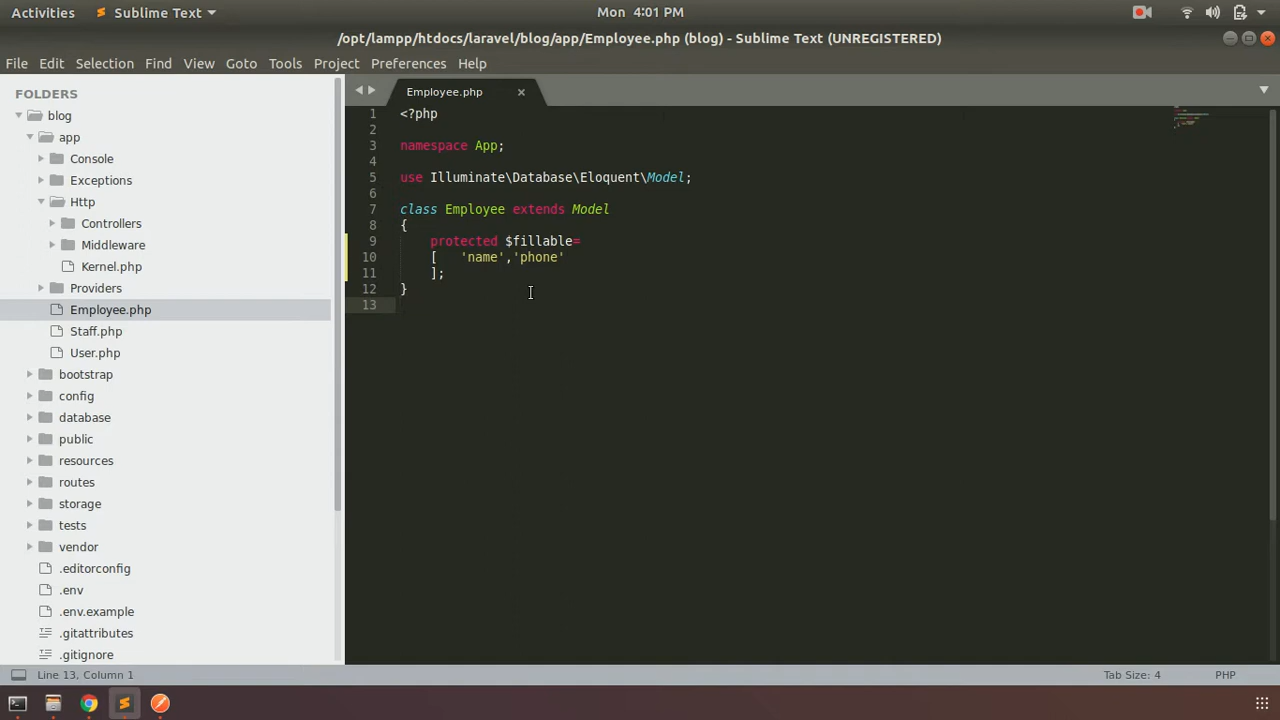 Activities Sublime Text Mon 4:01 PM
/opt/lampp/htdocs/laravel/blog/app/Employee.php (blog) - Sublime Text (UNREGISTERED)
File Edit Selection Find View Goto Tools Project Preferences Help
FOLDERS
blog
app
Console
Exceptions
Http
Controllers
Middleware
Kernel.php
Providers
Employee.php
Staff.php
User.php
bootstrap
config
database
public
resources
routes
storage
tests
vendor
.editorconfig
.env
.env.example
.gitattributes
.gitignore
Employee.php ×
1 <?php
2
3 namespace App;
4
5 use Illuminate\Database\Eloquent\Model;
6
7 class Employee extends Model
8 {
9     protected $fillable=
10     [   'name','phone'
11     ];
12 }
13
Line 13, Column 1 Tab Size: 4 PHP